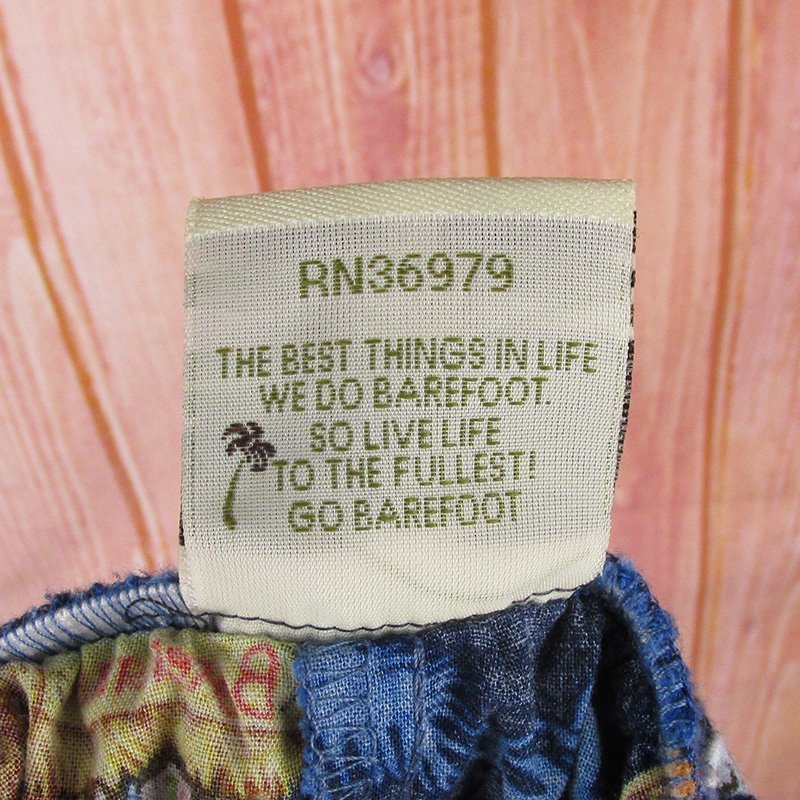 RN36979
THE BEST THINGS IN LIFE
WE DO BAREFOOT.
SO LIVE LIFE
TO THE FULLEST!
GO BAREFOOT